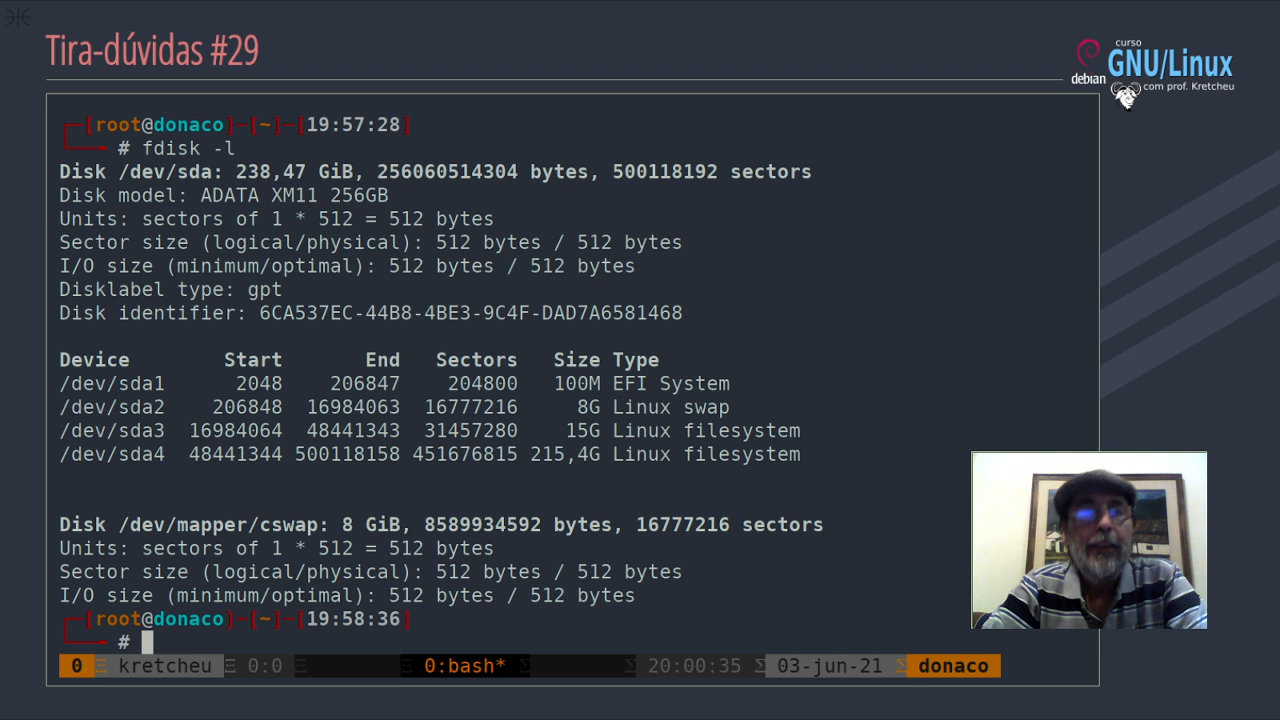 Tira-dúvidas #29
curso
GNU/Linux
debian
com prof. Kretcheu
[root@donaco]-[~]-[19:57:28]
# fdisk -l
Disk /dev/sda: 238,47 GiB, 256060514304 bytes, 500118192 sectors
Disk model: ADATA XM11 256GB
Units: sectors of 1 * 512 = 512 bytes
Sector size (logical/physical): 512 bytes / 512 bytes
I/O size (minimum/optimal): 512 bytes / 512 bytes
Disklabel type: gpt
Disk identifier: 6CA537EC-44B8-4BE3-9C4F-DAD7A6581468
Device Start End Sectors Size Type
/dev/sda1 2048 206847 204800 100M EFI System
/dev/sda2 206848 16984063 16777216 8G Linux swap
/dev/sda3 16984064 48441343 31457280 15G Linux filesystem
/dev/sda4 48441344 500118158 451676815 215,4G Linux filesystem
Disk /dev/mapper/cswap: 8 GiB, 8589934592 bytes, 16777216 sectors
Units: sectors of 1 * 512 = 512 bytes
Sector size (logical/physical): 512 bytes / 512 bytes
I/O size (minimum/optimal): 512 bytes / 512 bytes
[root@donaco]-[~]-[19:58:36]
#
0 Ξ kretcheu Ξ 0:0 Ξ 0:bash* Σ Σ 20:00:35 Σ 03-jun-21 Σ donaco